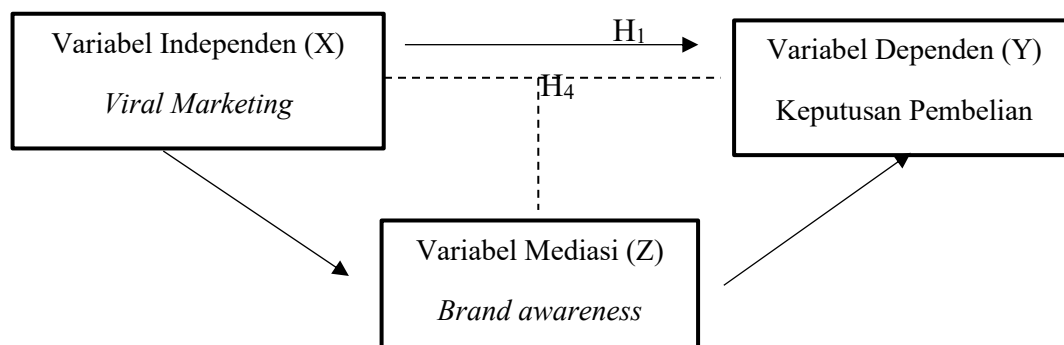 Variabel Independen (X)
Viral Marketing
H1
H4
Variabel Dependen (Y)
Keputusan Pembelian
Variabel Mediasi (Z)
Brand awareness